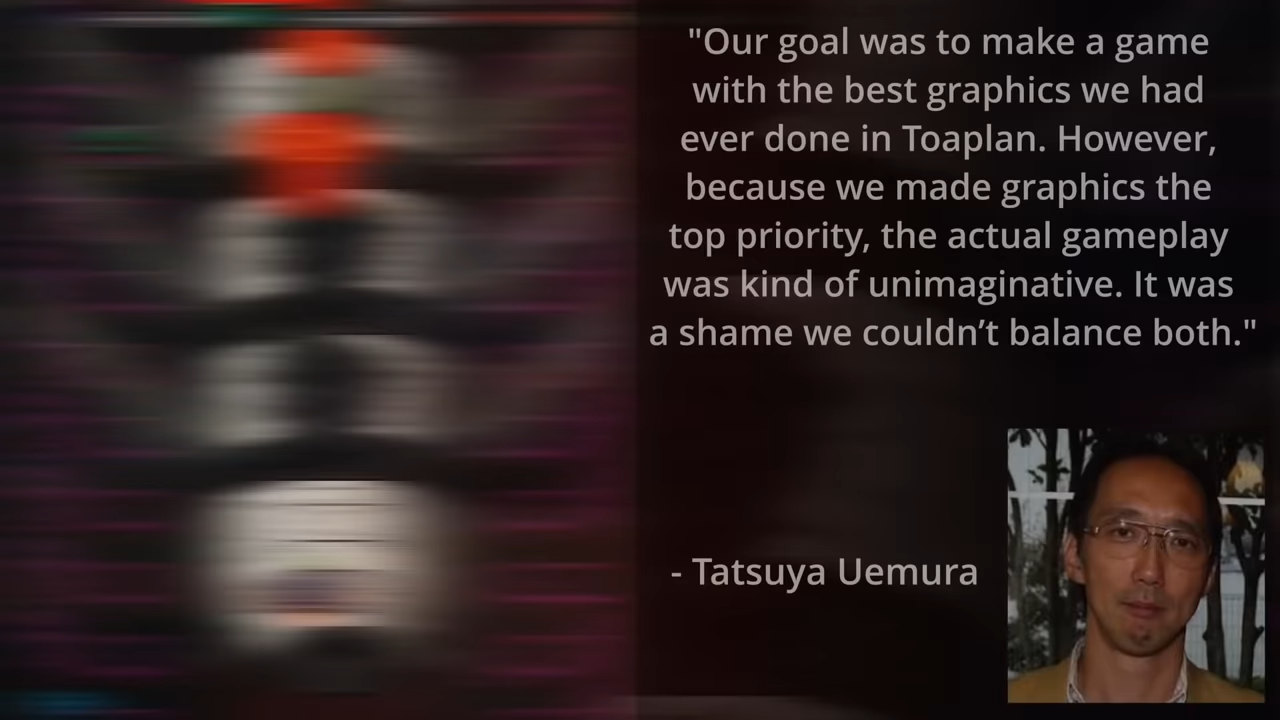 "Our goal was to make a game
with the best graphics we had
ever done in Toaplan. However,
because we made graphics the
top priority, the actual gameplay
was kind of unimaginative. It was
a shame we couldn’t balance both."
- Tatsuya Uemura